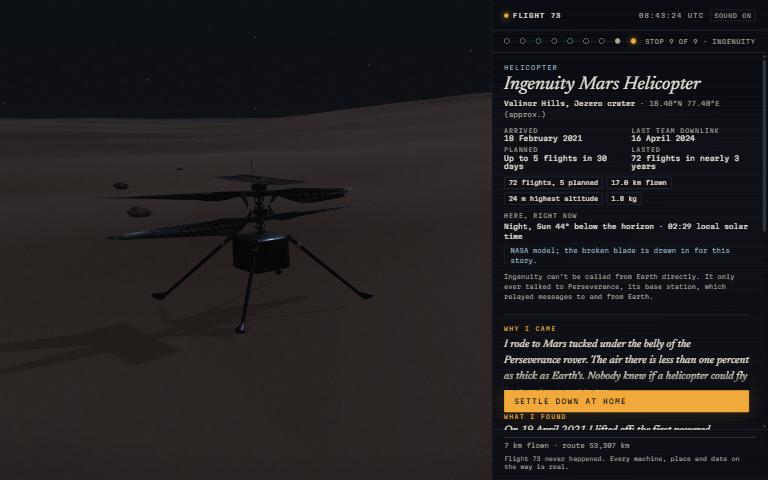 FLIGHT 73
08:43:24 UTC
SOUND ON
STOP 9 OF 9 · INGENUITY
HELICOPTER
Ingenuity Mars Helicopter
Valinor Hills, Jezero crater · 18.40°N 77.40°E
(approx.)
ARRIVED
18 February 2021
LAST TEAM DOWNLINK
16 April 2024
PLANNED
Up to 5 flights in 30
days
LASTED
72 flights in nearly 3
years
72 flights, 5 planned
17.0 km flown
24 m highest altitude
1.8 kg
HERE, RIGHT NOW
Night, Sun 44° below the horizon · 02:29 local solar
time
NASA model; the broken blade is drawn in for this
story.
Ingenuity can't be called from Earth directly. It only
ever talked to Perseverance, its base station, which
relayed messages to and from Earth.
WHY I CAME
I rode to Mars tucked under the belly of the
Perseverance rover. The air there is less than one percent
as thick as Earth's. Nobody knew if a helicopter could fly
SETTLE DOWN AT HOME
WHAT I FOUND
On 19 April 2021 I lifted off: the first powered
7 km flown · route 53,307 km
Flight 73 never happened. Every machine, place and date on
the way is real.